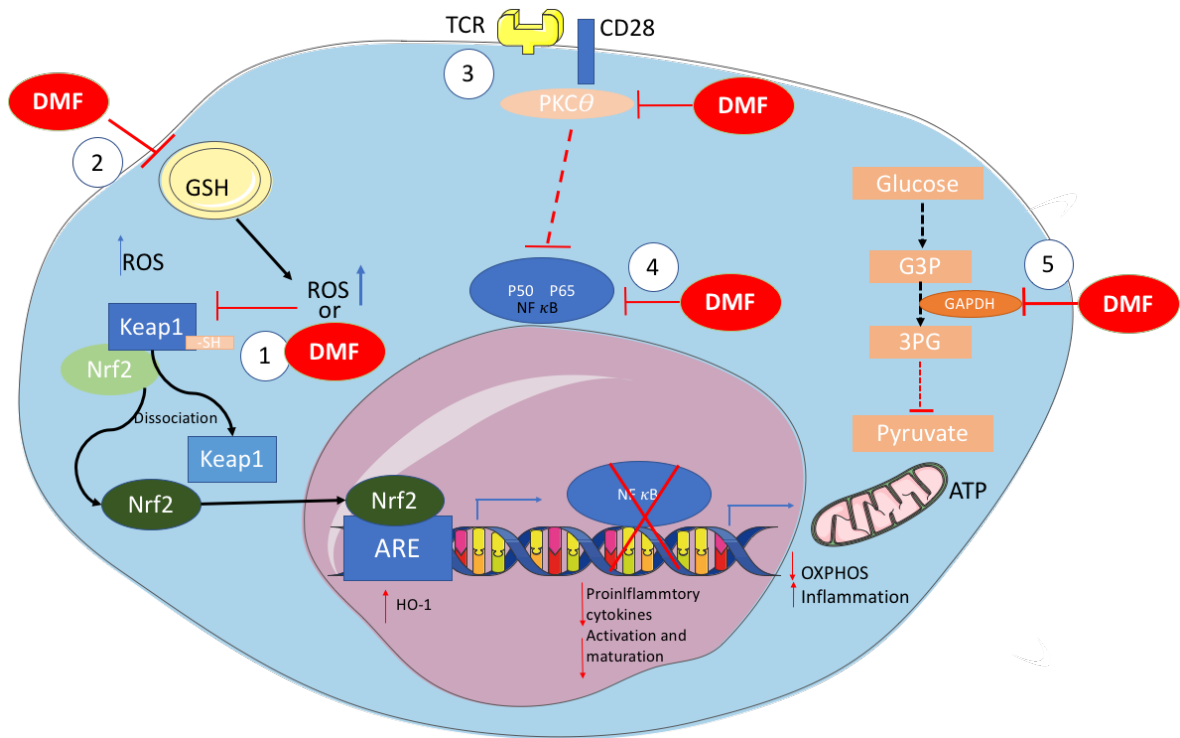 TCR
CD28
3
DMF
PKCθ
DMF
2
GSH
Glucose
ROS
G3P
5
4
ROS
or
P50 P65
NF κB
DMF
GAPDH
DMF
Keap1
-SH
1
DMF
3PG
Nrf2
Dissociation
Pyruvate
Keap1
Nrf2
Nrf2
NF κB
ATP
ARE
OXPHOS
Inflammation
HO-1
Proinlflammtory
cytokines
Activation and
maturation